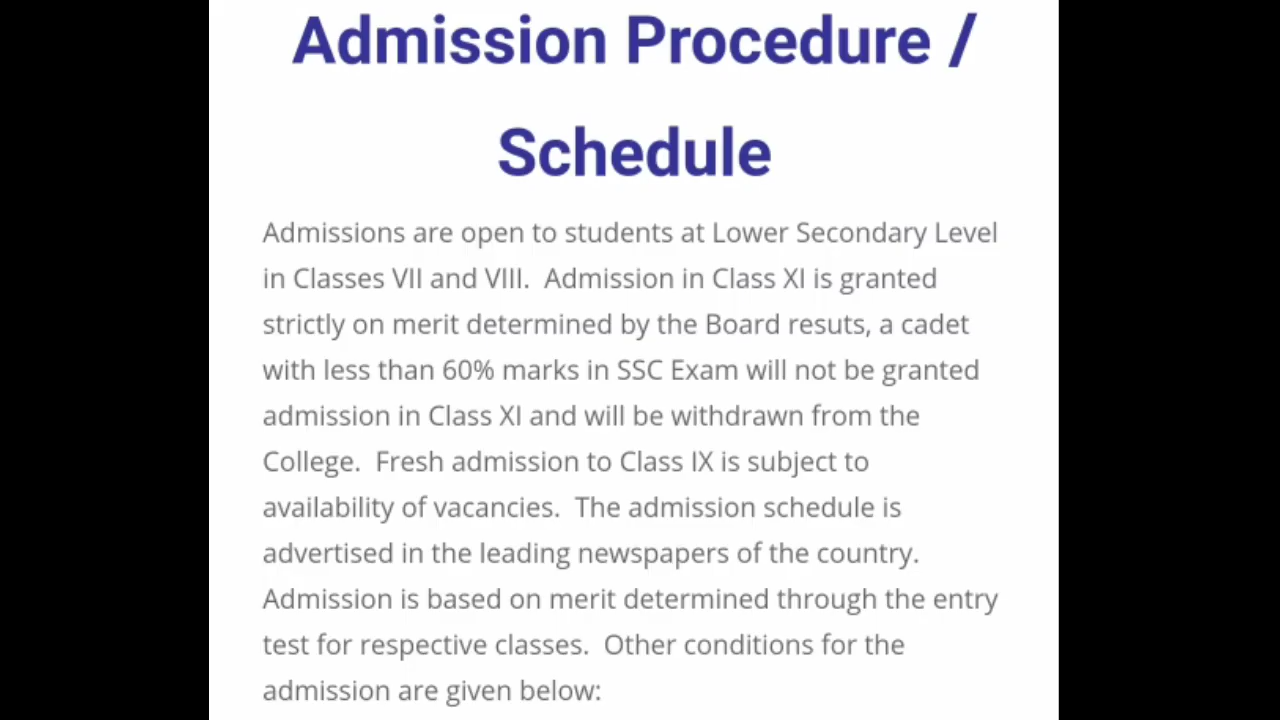 Admission Procedure /
Schedule
Admissions are open to students at Lower Secondary Level
in Classes VII and VIII.  Admission in Class XI is granted
strictly on merit determined by the Board resuts, a cadet
with less than 60% marks in SSC Exam will not be granted
admission in Class XI and will be withdrawn from the
College.  Fresh admission to Class IX is subject to
availability of vacancies.  The admission schedule is
advertised in the leading newspapers of the country.
Admission is based on merit determined through the entry
test for respective classes.  Other conditions for the
admission are given below: